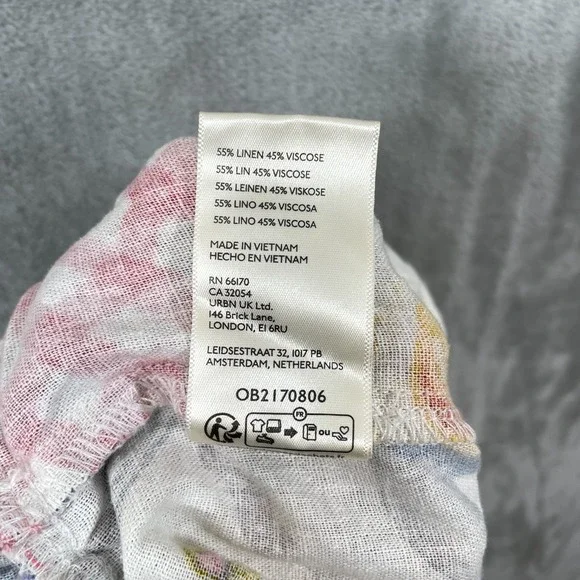 55% LINEN 45% VISCOSE
55% LIN 45% VISCOSE
55% LEINEN 45% VISKOSE
55% LINO 45% VISCOSA
55% LINO 45% VISCOSA
MADE IN VIETNAM
HECHO EN VIETNAM
RN 66170
CA 32054
URBN UK Ltd.
146 Brick Lane,
LONDON, E1 6RU
LEIDSESTRAAT 32, 1017 PB
AMSTERDAM, NETHERLANDS
OB2170806
FR
ou